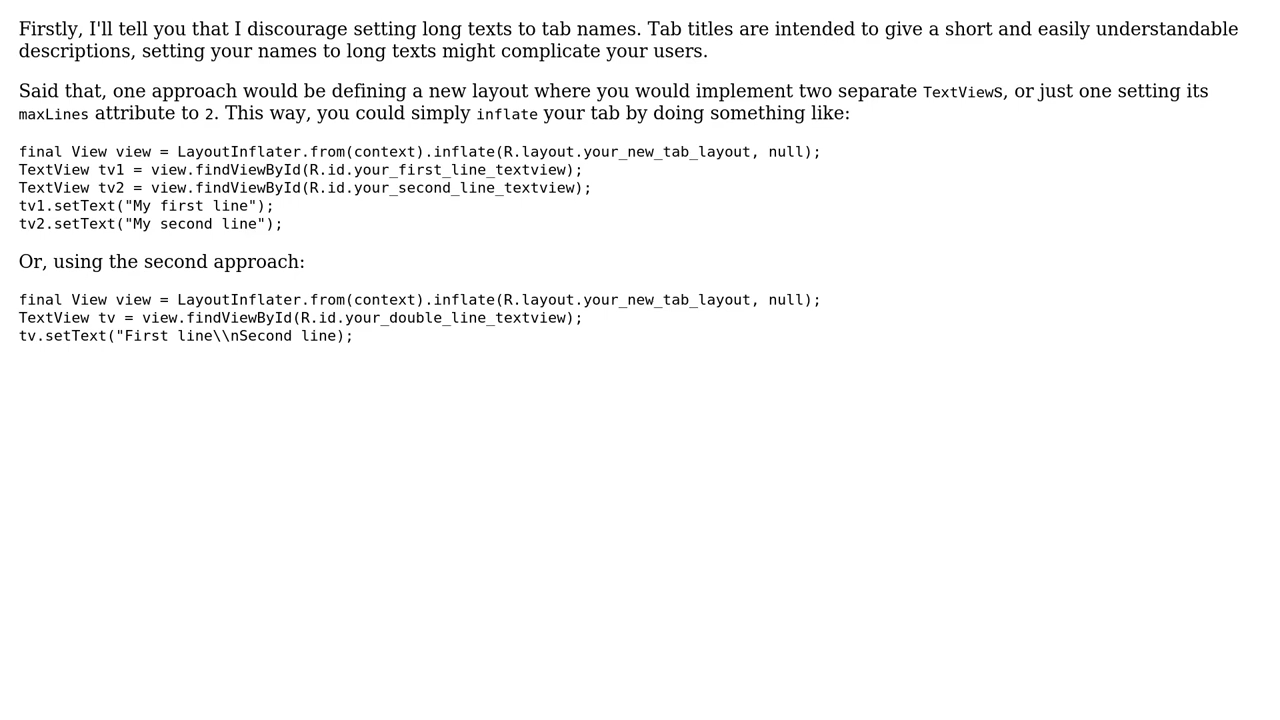 Firstly, I'll tell you that I discourage setting long texts to tab names. Tab titles are intended to give a short and easily understandable
descriptions, setting your names to long texts might complicate your users.
Said that, one approach would be defining a new layout where you would implement two separate TextViews, or just one setting its
maxLines attribute to 2. This way, you could simply inflate your tab by doing something like:
final View view = LayoutInflater.from(context).inflate(R.layout.your_new_tab_layout, null);
TextView tv1 = view.findViewById(R.id.your_first_line_textview);
TextView tv2 = view.findViewById(R.id.your_second_line_textview);
tv1.setText("My first line");
tv2.setText("My second line");
Or, using the second approach:
final View view = LayoutInflater.from(context).inflate(R.layout.your_new_tab_layout, null);
TextView tv = view.findViewById(R.id.your_double_line_textview);
tv.setText("First line\\nSecond line);